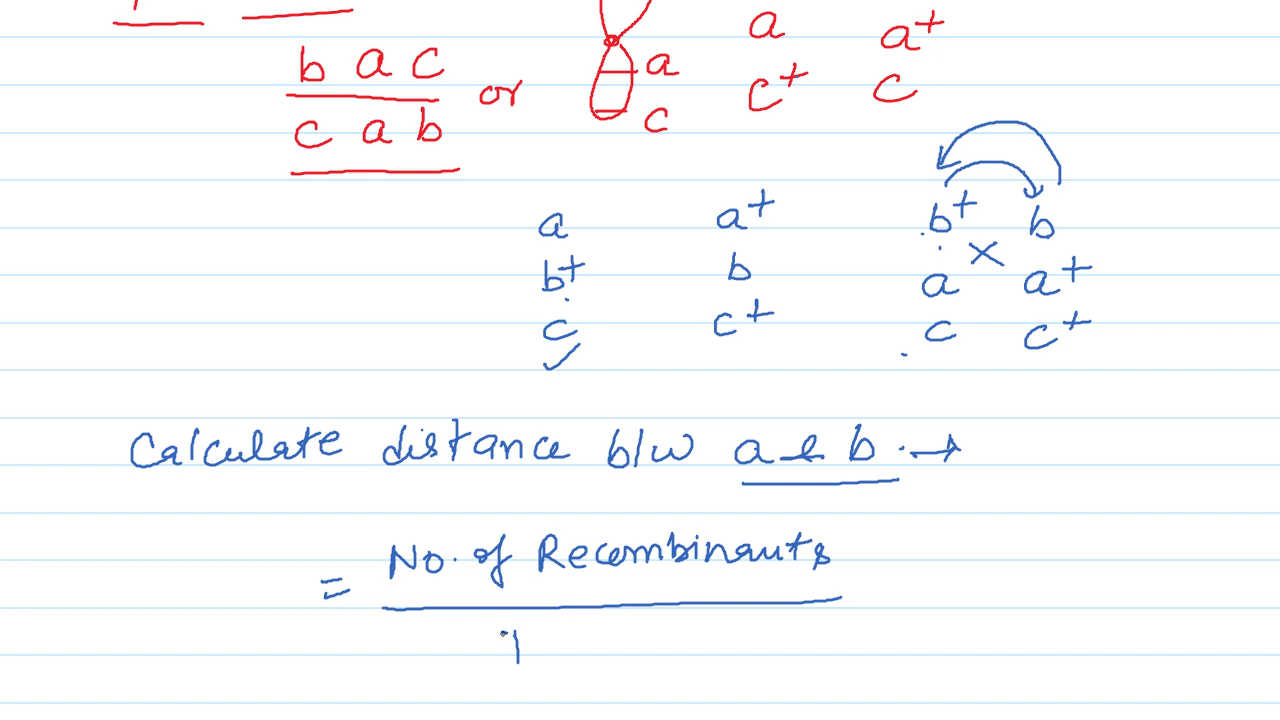 b a c
c a b
or
a
c
a a+
c+ c
a a+ b+ b
b+ b a × a+
c c+ c c+
Calculate distance b/w a & b →
= No. of Recombinants